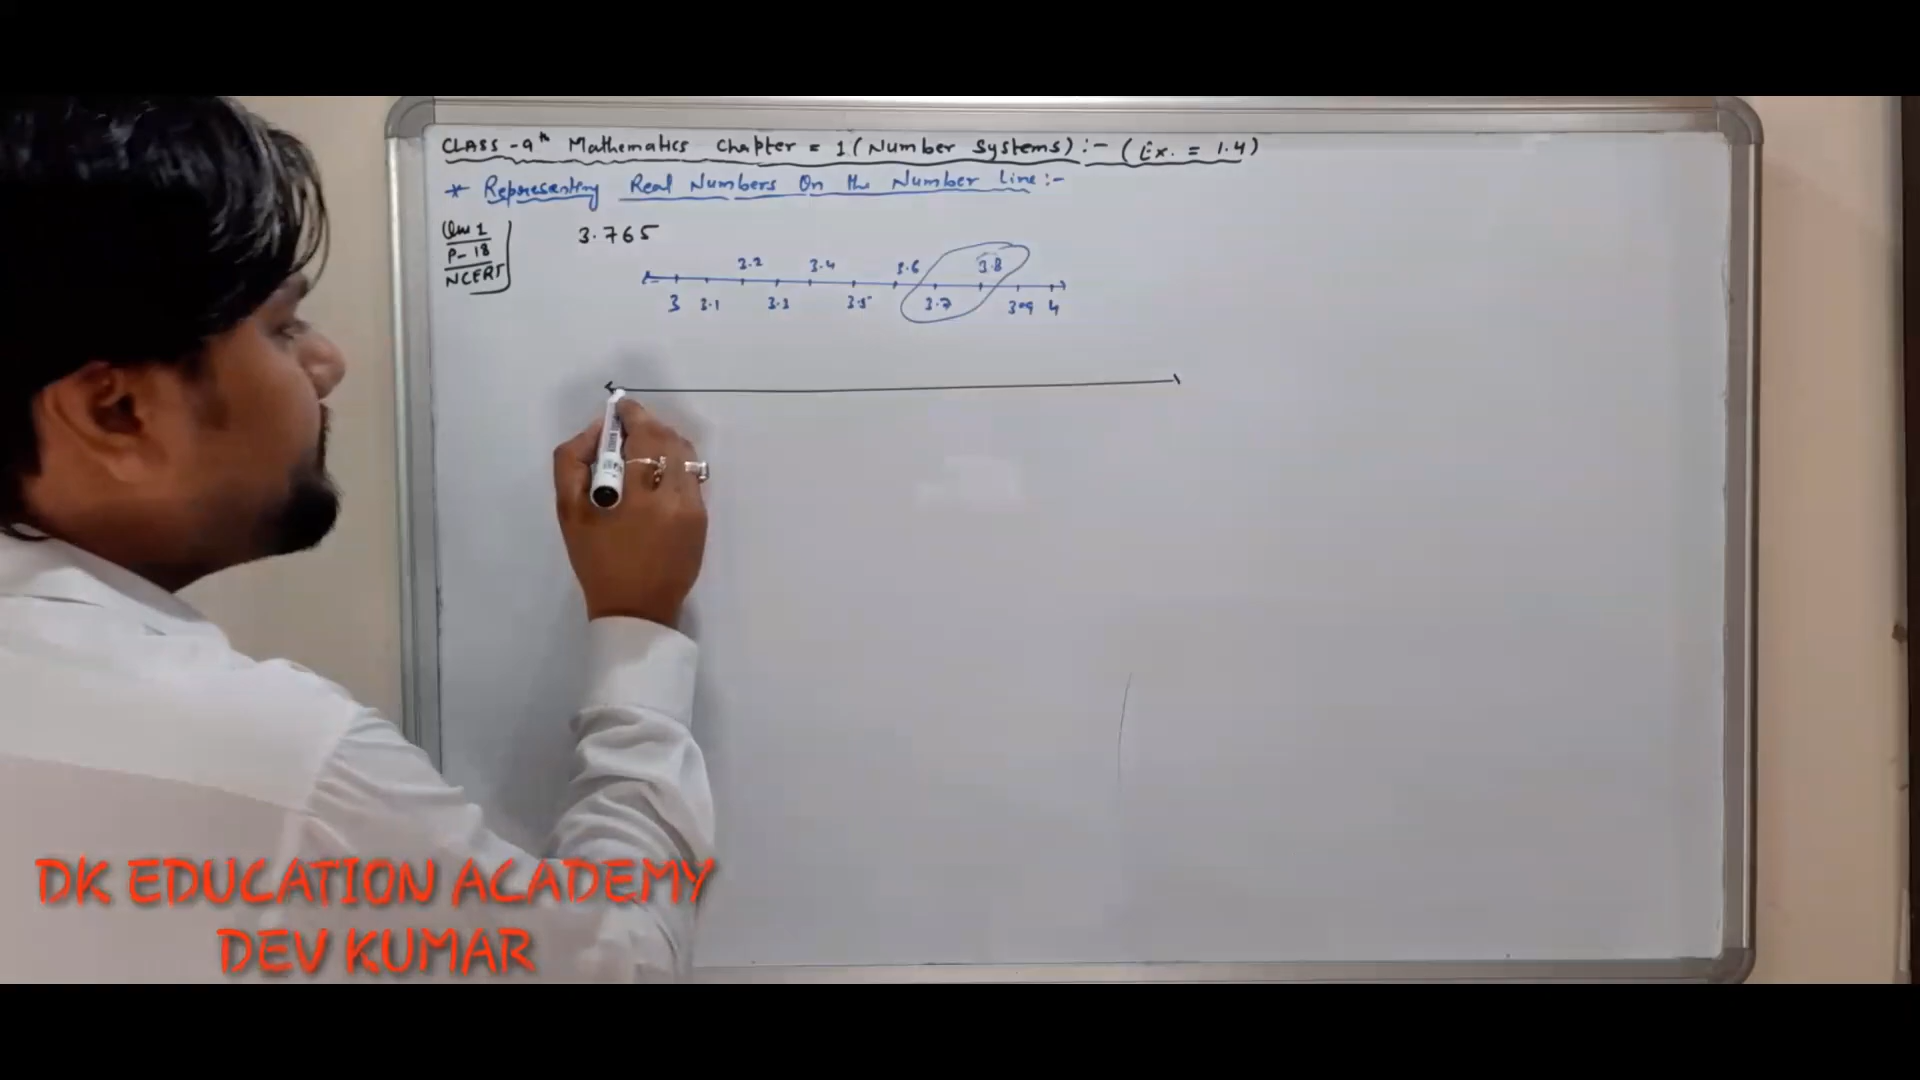 CLASS - 9th Mathematics Chapter = 1 (Number Systems) :- (Ex. = 1.4)
* Representing Real Numbers On the Number Line :-
Que 1
P- 18
NCERT
3.765
3.2 3.4 3.6 3.8
3 3.1 3.3 3.5 3.7 3.9 4
DK EDUCATION ACADEMY
DEV KUMAR